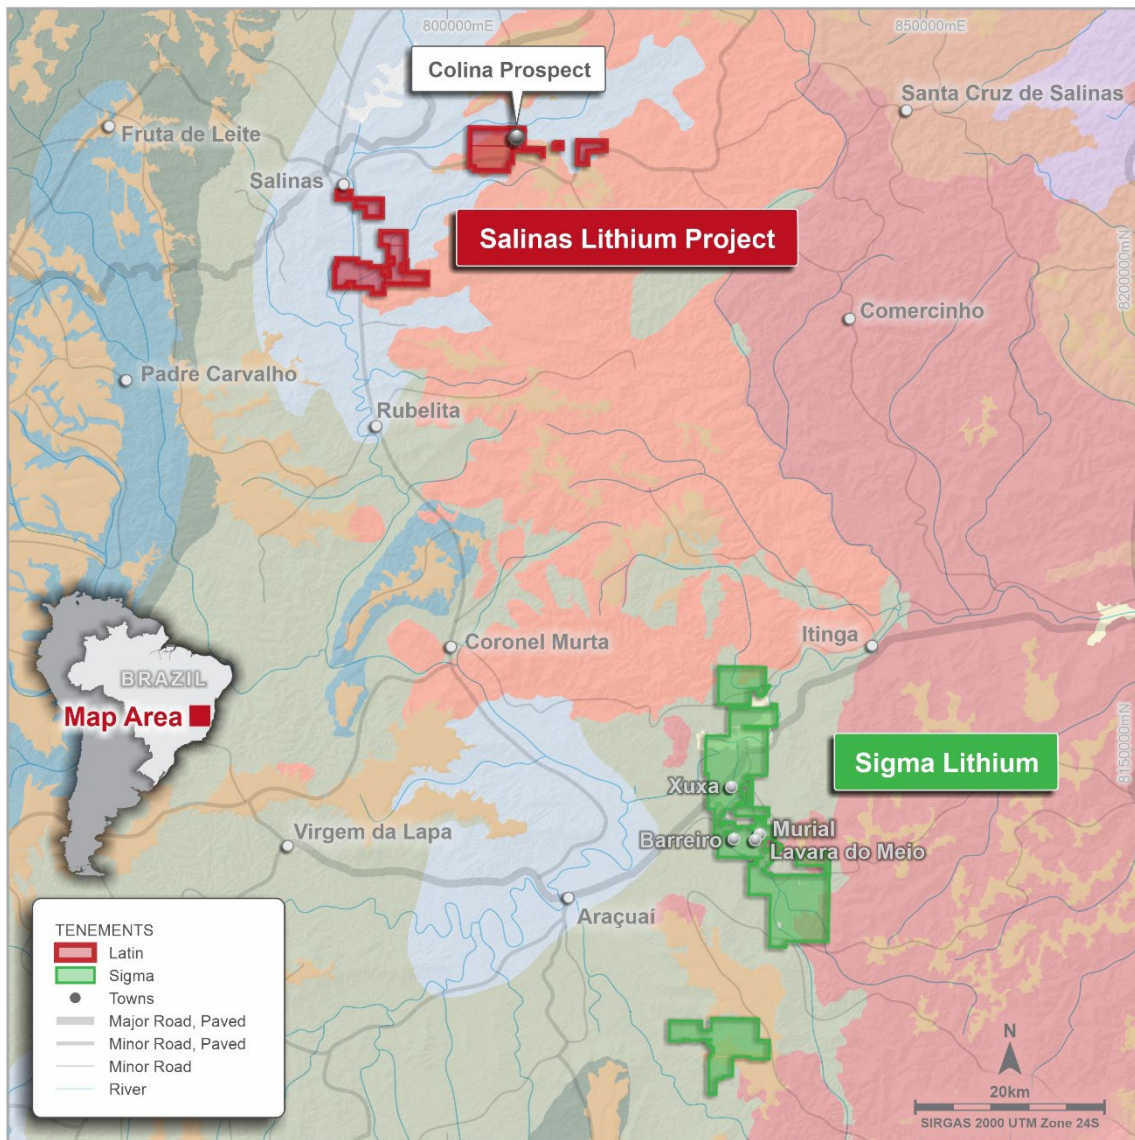 800000mE
850000mE
Colina Prospect
Santa Cruz de Salinas
Fruta de Leite
Salinas
Salinas Lithium Project
8200000mN
Comercinho
Padre Carvalho
Rubelita
Coronel Murta
Itinga
BRAZIL
Map Area
8150000mN
Sigma Lithium
Xuxa
Virgem da Lapa
Murial
Barreiro
Lavara do Meio
Araçuaí
TENEMENTS
Latin
Sigma
Towns
Major Road, Paved
Minor Road, Paved
Minor Road
River
N
20km
SIRGAS 2000 UTM Zone 24S